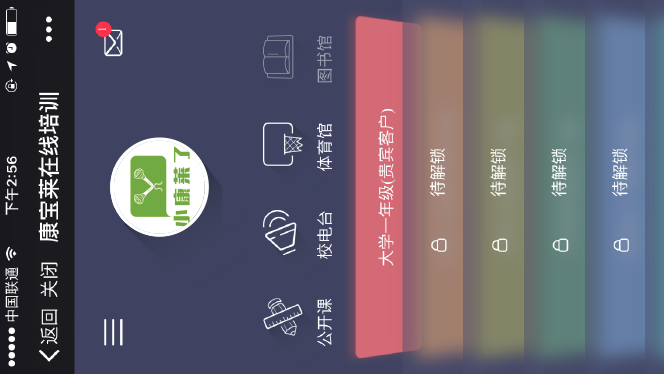 中国联通 下午2:56
返回 关闭 康宝莱在线培训
1
小康莱了
公开课 校电台 体育馆 图书馆
大学一年级(贵宾客户)
待解锁
待解锁
待解锁
待解锁